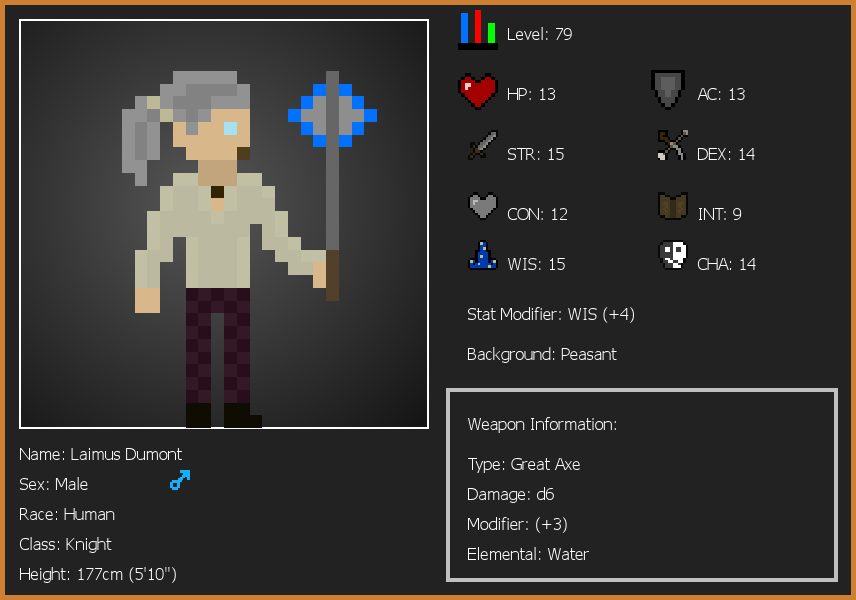 Level: 79
HP: 13
AC: 13
STR: 15
DEX: 14
CON: 12
INT: 9
WIS: 15
CHA: 14
Stat Modifier: WIS (+4)
Background: Peasant
Weapon Information:
Type: Great Axe
Damage: d6
Modifier: (+3)
Elemental: Water
Name: Laimus Dumont
Sex: Male
Race: Human
Class: Knight
Height: 177cm (5'10")